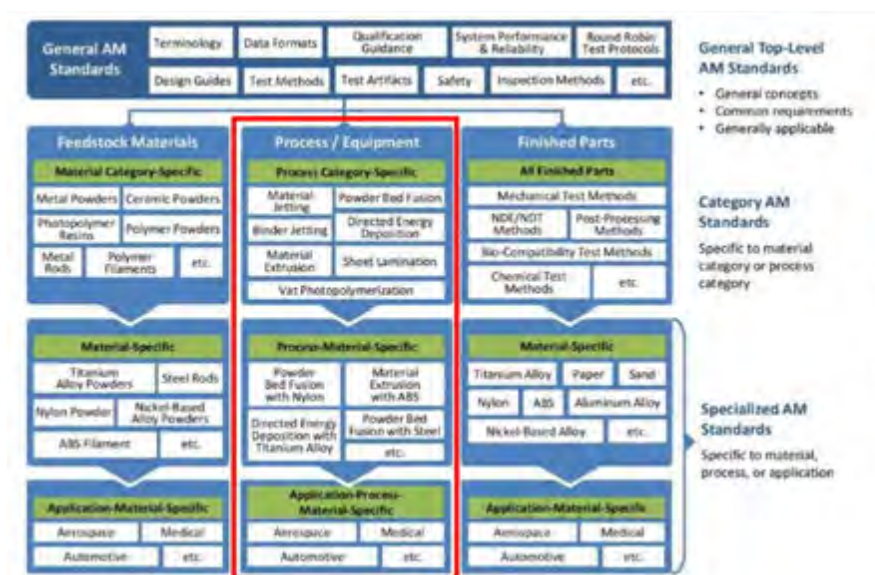 General AM
Standards
Terminology
Data Formats
Qualification
Guidance
System Performance
& Reliability
Round Robin
Test Protocols
Design Guides
Test Methods
Test Artifacts
Safety
Inspection Methods
etc.
General Top-Level
AM Standards
• General concepts
• Common requirements
• Generally applicable
Feedstock Materials
Material Category-Specific
Metal Powders
Ceramic Powders
Photopolymer
Resins
Polymer Powders
Metal
Rods
Polymer
Filaments
etc.
Process / Equipment
Process Category-Specific
Material
Jetting
Powder Bed Fusion
Binder Jetting
Directed Energy
Deposition
Material
Extrusion
Sheet Lamination
Vat Photopolymerization
Finished Parts
All Finished Parts
Mechanical Test Methods
NDE/NDT
Methods
Post-Processing
Methods
Bio-Compatibility Test Methods
Chemical Test
Methods
etc.
Category AM
Standards
Specific to material
category or process
category
Material-Specific
Titanium
Alloy Powders
Steel Rods
Nylon Powder
Nickel-Based
Alloy Powders
ABS Filament
etc.
Process-Material-Specific
Powder
Bed Fusion
with Nylon
Material
Extrusion
with ABS
Directed Energy
Deposition with
Titanium Alloy
Powder Bed
Fusion with Steel
etc.
Material-Specific
Titanium Alloy
Paper
Sand
Nylon
ABS
Aluminum Alloy
Nickel-Based Alloy
etc.
Specialized AM
Standards
Specific to material,
process, or application
Application-Material-Specific
Aerospace
Medical
Automotive
etc.
Application-Process-
Material-Specific
Aerospace
Medical
Automotive
etc.
Application-Material-Specific
Aerospace
Medical
Automotive
etc.